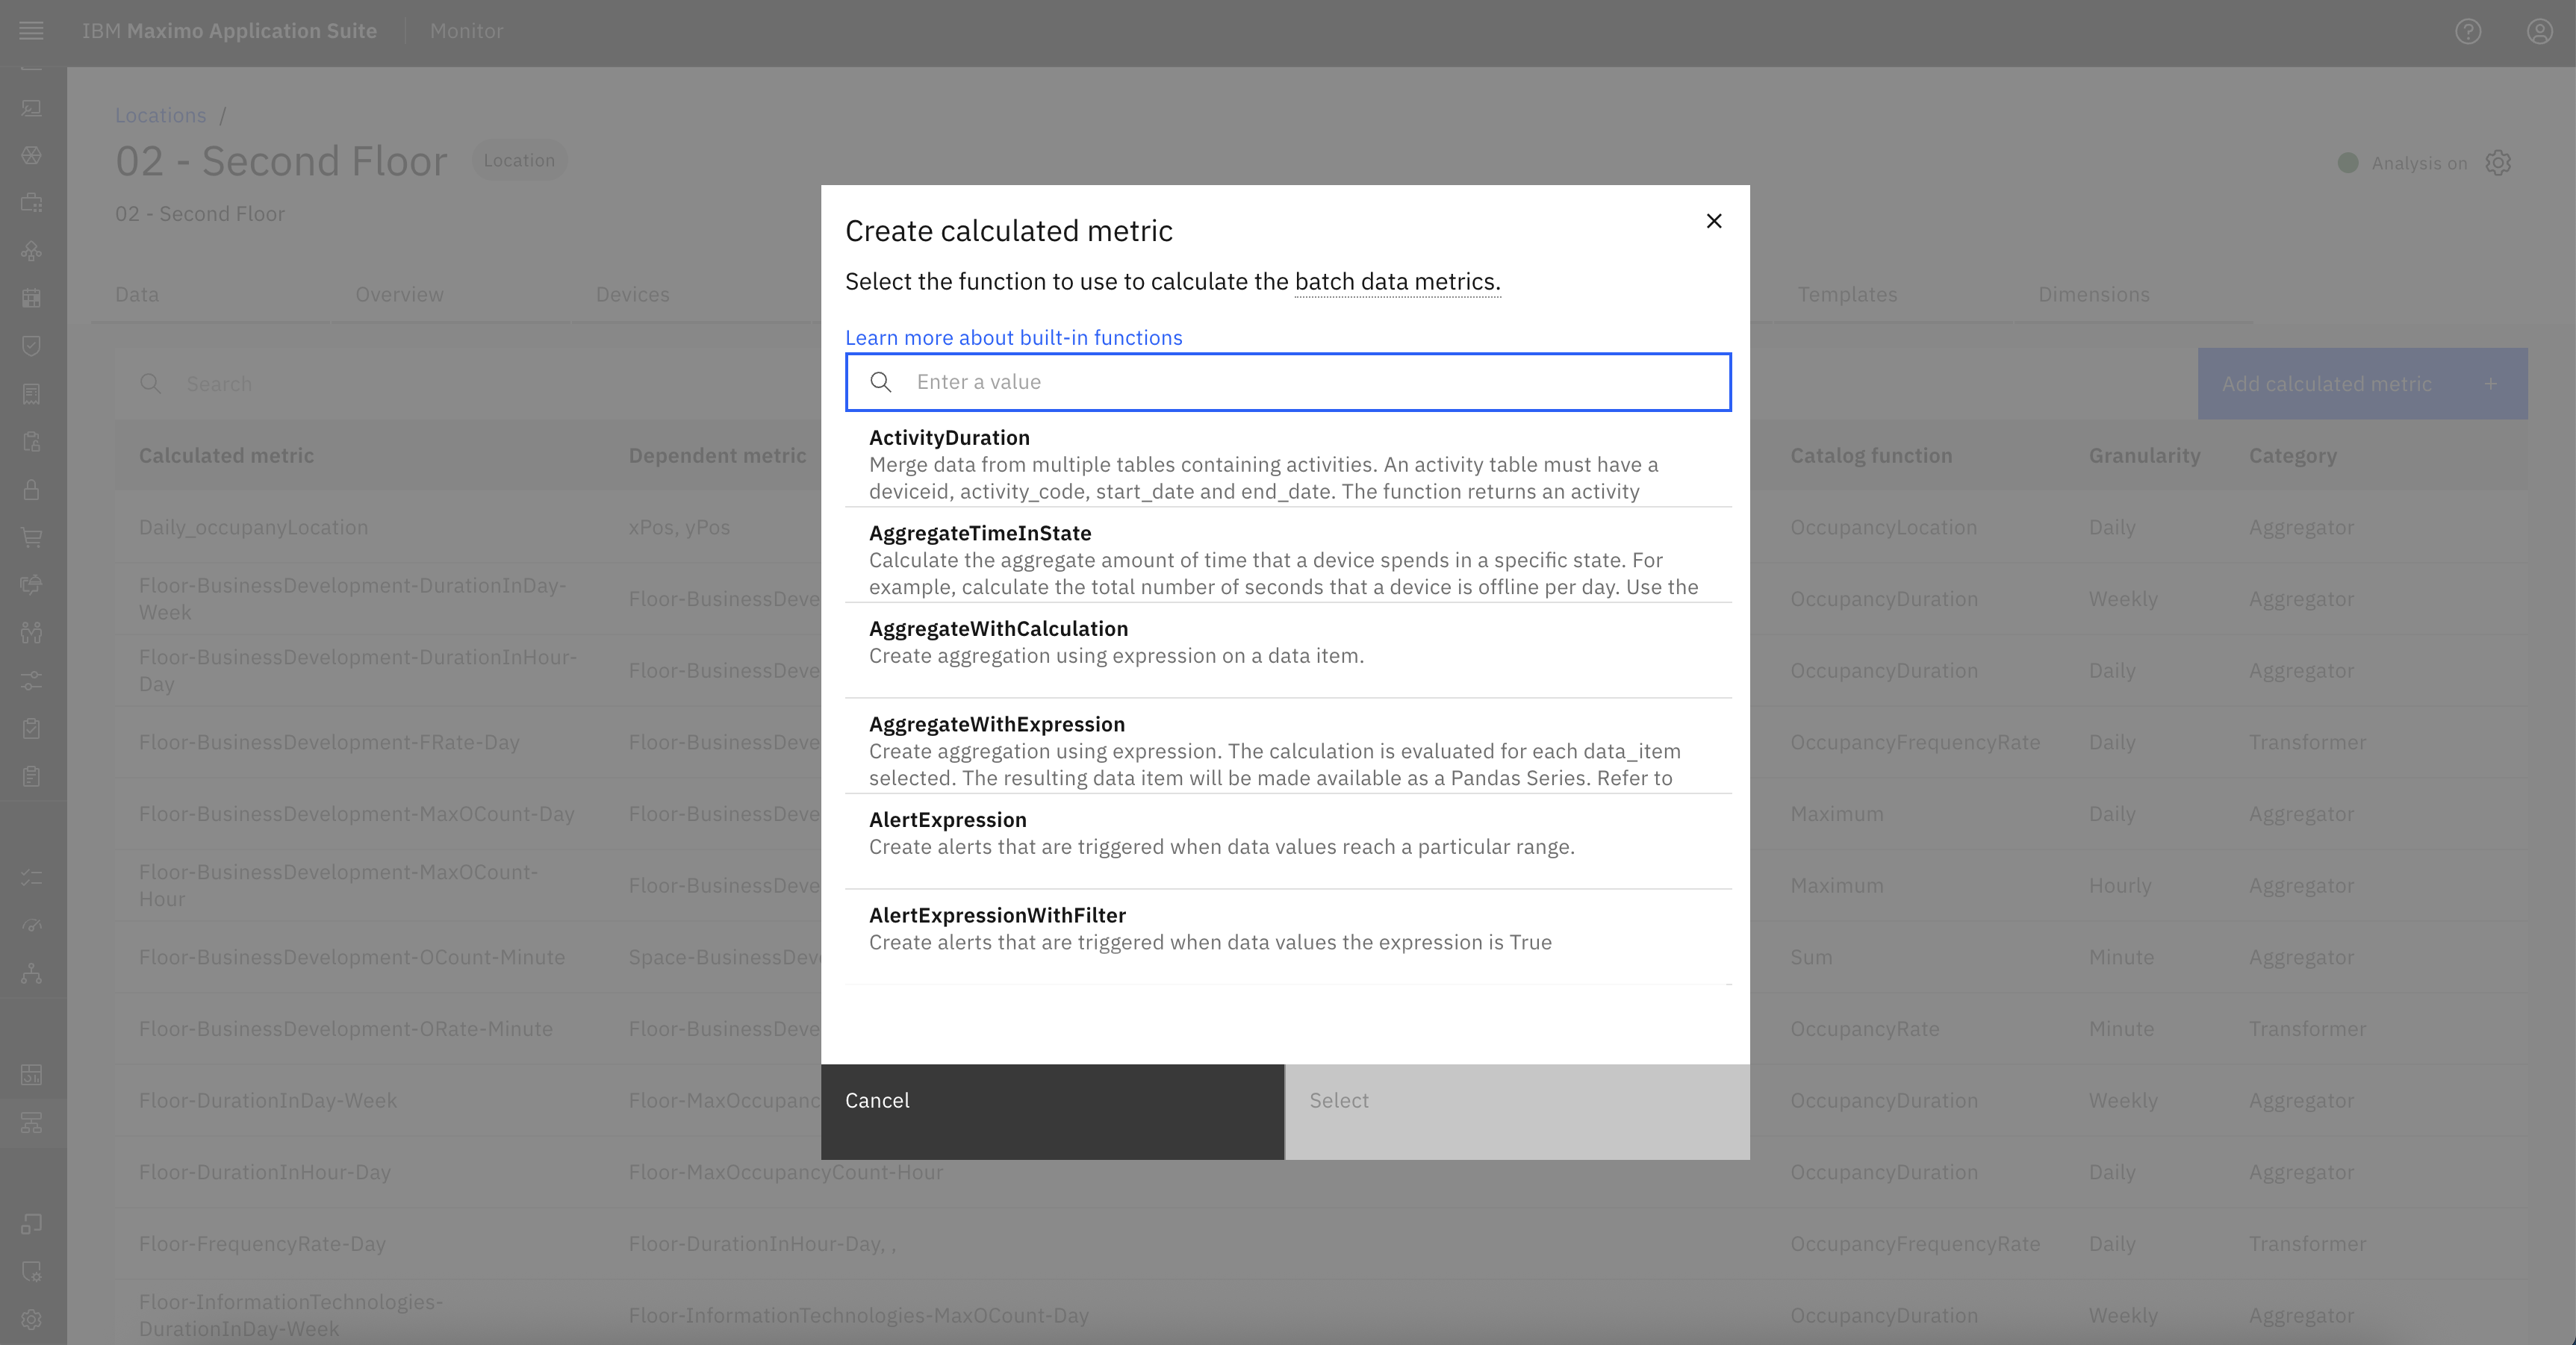 IBM Maximo Application Suite Monitor
Locations /
02 - Second Floor Location
Analysis on
02 - Second Floor
Data Overview Devices Templates Dimensions
Create calculated metric
Select the function to use to calculate the batch data metrics.
Learn more about built-in functions
Enter a value
ActivityDuration
Merge data from multiple tables containing activities. An activity table must have a
deviceid, activity_code, start_date and end_date. The function returns an activity
AggregateTimeInState
Calculate the aggregate amount of time that a device spends in a specific state. For
example, calculate the total number of seconds that a device is offline per day. Use the
AggregateWithCalculation
Create aggregation using expression on a data item.
AggregateWithExpression
Create aggregation using expression. The calculation is evaluated for each data_item
selected. The resulting data item will be made available as a Pandas Series. Refer to
AlertExpression
Create alerts that are triggered when data values reach a particular range.
AlertExpressionWithFilter
Create alerts that are triggered when data values the expression is True
Cancel Select
Search Add calculated metric +
Calculated metric Dependent metric Catalog function Granularity Category
Daily_occupanyLocation xPos, yPos OccupancyLocation Daily Aggregator
Floor-BusinessDevelopment-DurationInDay-
Week Floor-BusinessDeve OccupancyDuration Weekly Aggregator
Floor-BusinessDevelopment-DurationInHour-
Day Floor-BusinessDeve OccupancyDuration Daily Aggregator
Floor-BusinessDevelopment-FRate-Day Floor-BusinessDeve OccupancyFrequencyRate Daily Transformer
Floor-BusinessDevelopment-MaxOCount-Day Floor-BusinessDeve Maximum Daily Aggregator
Floor-BusinessDevelopment-MaxOCount-
Hour Floor-BusinessDeve Maximum Hourly Aggregator
Floor-BusinessDevelopment-OCount-Minute Space-BusinessDev Sum Minute Aggregator
Floor-BusinessDevelopment-ORate-Minute Floor-BusinessDeve OccupancyRate Minute Transformer
Floor-DurationInDay-Week Floor-MaxOccupanc OccupancyDuration Weekly Aggregator
Floor-DurationInHour-Day Floor-MaxOccupancyCount-Hour OccupancyDuration Daily Aggregator
Floor-FrequencyRate-Day Floor-DurationInHour-Day, , OccupancyFrequencyRate Daily Transformer
Floor-InformationTechnologies-
DurationInDay-Week Floor-InformationTechnologies-MaxOCount-Day OccupancyDuration Weekly Aggregator